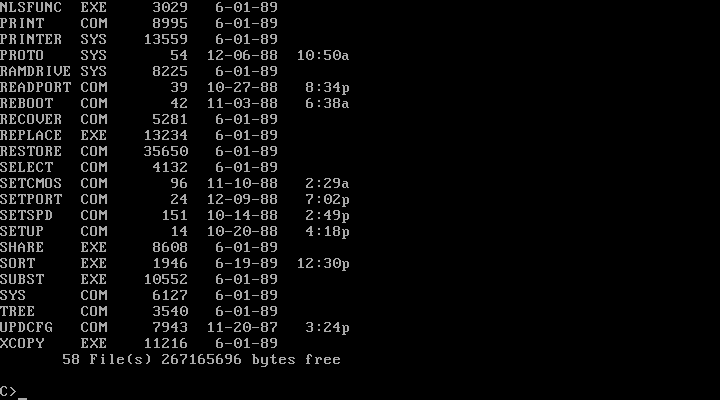 NLSFUNC  EXE     3029   6-01-89
PRINT    COM     8995   6-01-89
PRINTER  SYS    13559   6-01-89
PROTO    SYS       54  12-06-88  10:50a
RAMDRIVE SYS     8225   6-01-89
READPORT COM       39  10-27-88   8:34p
REBOOT   COM       42  11-03-88   6:38a
RECOVER  COM     5281   6-01-89
REPLACE  EXE    13234   6-01-89
RESTORE  COM    35650   6-01-89
SELECT   COM     4132   6-01-89
SETCMOS  COM       96  11-10-88   2:29a
SETPORT  COM       24  12-09-88   7:02p
SETSPD   COM      151  10-14-88   2:49p
SETUP    COM       14  10-20-88   4:18p
SHARE    EXE     8608   6-01-89
SORT     EXE     1946   6-19-89  12:30p
SUBST    EXE    10552   6-01-89
SYS      COM     6127   6-01-89
TREE     COM     3540   6-01-89
UPDCFG   COM     7943  11-20-87   3:24p
XCOPY    EXE    11216   6-01-89
       58 File(s) 267165696 bytes free
C>_